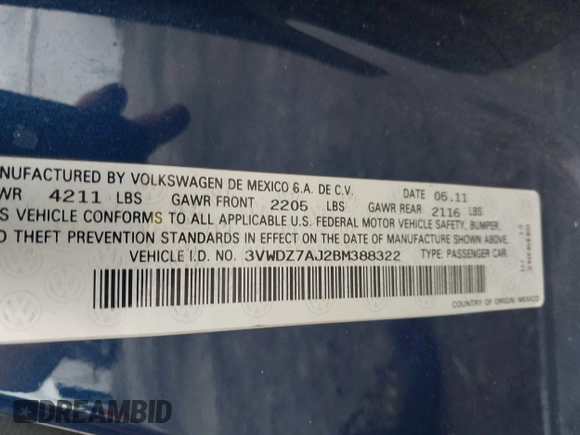 NUFACTURED BY VOLKSWAGEN DE MEXICO S.A. DE C.V.
WR 4211 LBS GAWR FRONT 2205 LBS GAWR REAR 2116 LBS DATE 06.11
S VEHICLE CONFORMS TO ALL APPLICABLE U.S. FEDERAL MOTOR VEHICLE SAFETY, BUMPER,
D THEFT PREVENTION STANDARDS IN EFFECT ON THE DATE OF MANUFACTURE SHOWN ABOVE.
VEHICLE I.D. NO. 3VWDZ7AJ2BM388322 TYPE: PASSENGER CAR
COUNTRY OF ORIGIN: MEXICO
DREAMBID